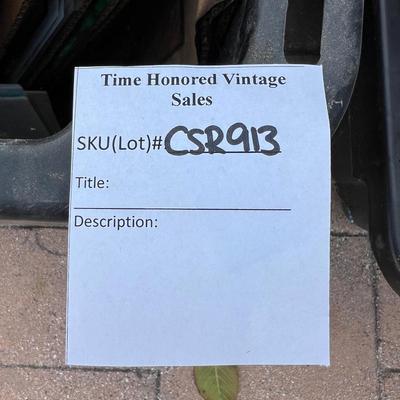 Time Honored Vintage
Sales
SKU(Lot)#CSR913
Title:
Description: